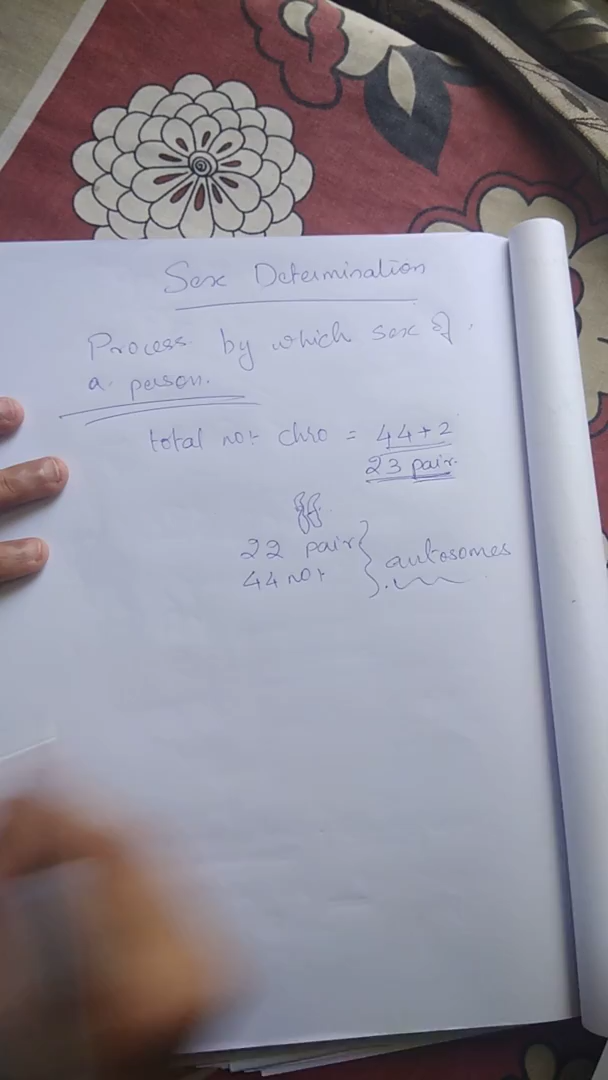 Sex Determination
Process by which sex of
a person.
total no: chro = 44+2
23 pair.
22 pair
44 no: } autosomes